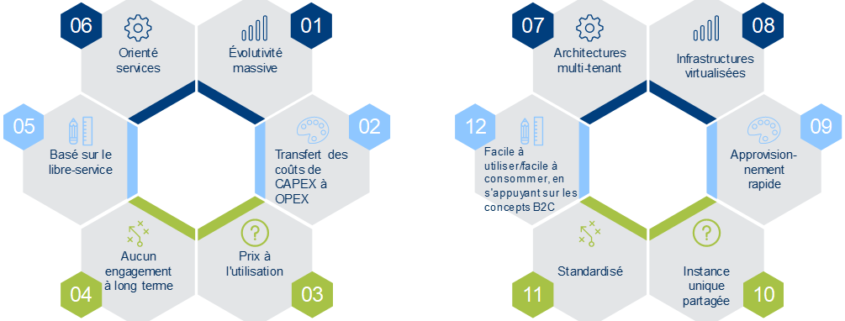 06
Orienté
services
01
Évolutivité
massive
05
Basé sur le
libre-service
02
Transfert des
coûts de
CAPEX à
OPEX
04
Aucun
engagement
à long terme
03
Prix à
l'utilisation
07
Architectures
multi-tenant
08
Infrastructures
virtualisées
12
Facile à
utiliser/facile à
consommer, en
s'appuyant sur les
concepts B2C
09
Approvision-
nement
rapide
11
Standardisé
10
Instance
unique
partagée